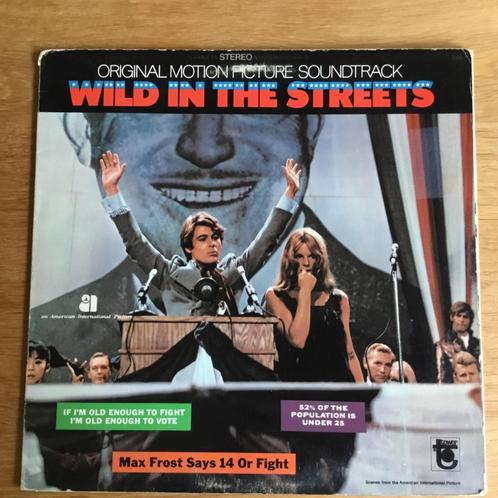 STEREO
ORIGINAL MOTION PICTURE SOUNDTRACK
WILD IN THE STREETS
an American International Picture
IF I'M OLD ENOUGH TO FIGHT
I'M OLD ENOUGH TO VOTE
52% OF THE
POPULATION IS
UNDER 25
Max Frost Says 14 Or Fight
TOWER
Scenes from the American International Picture